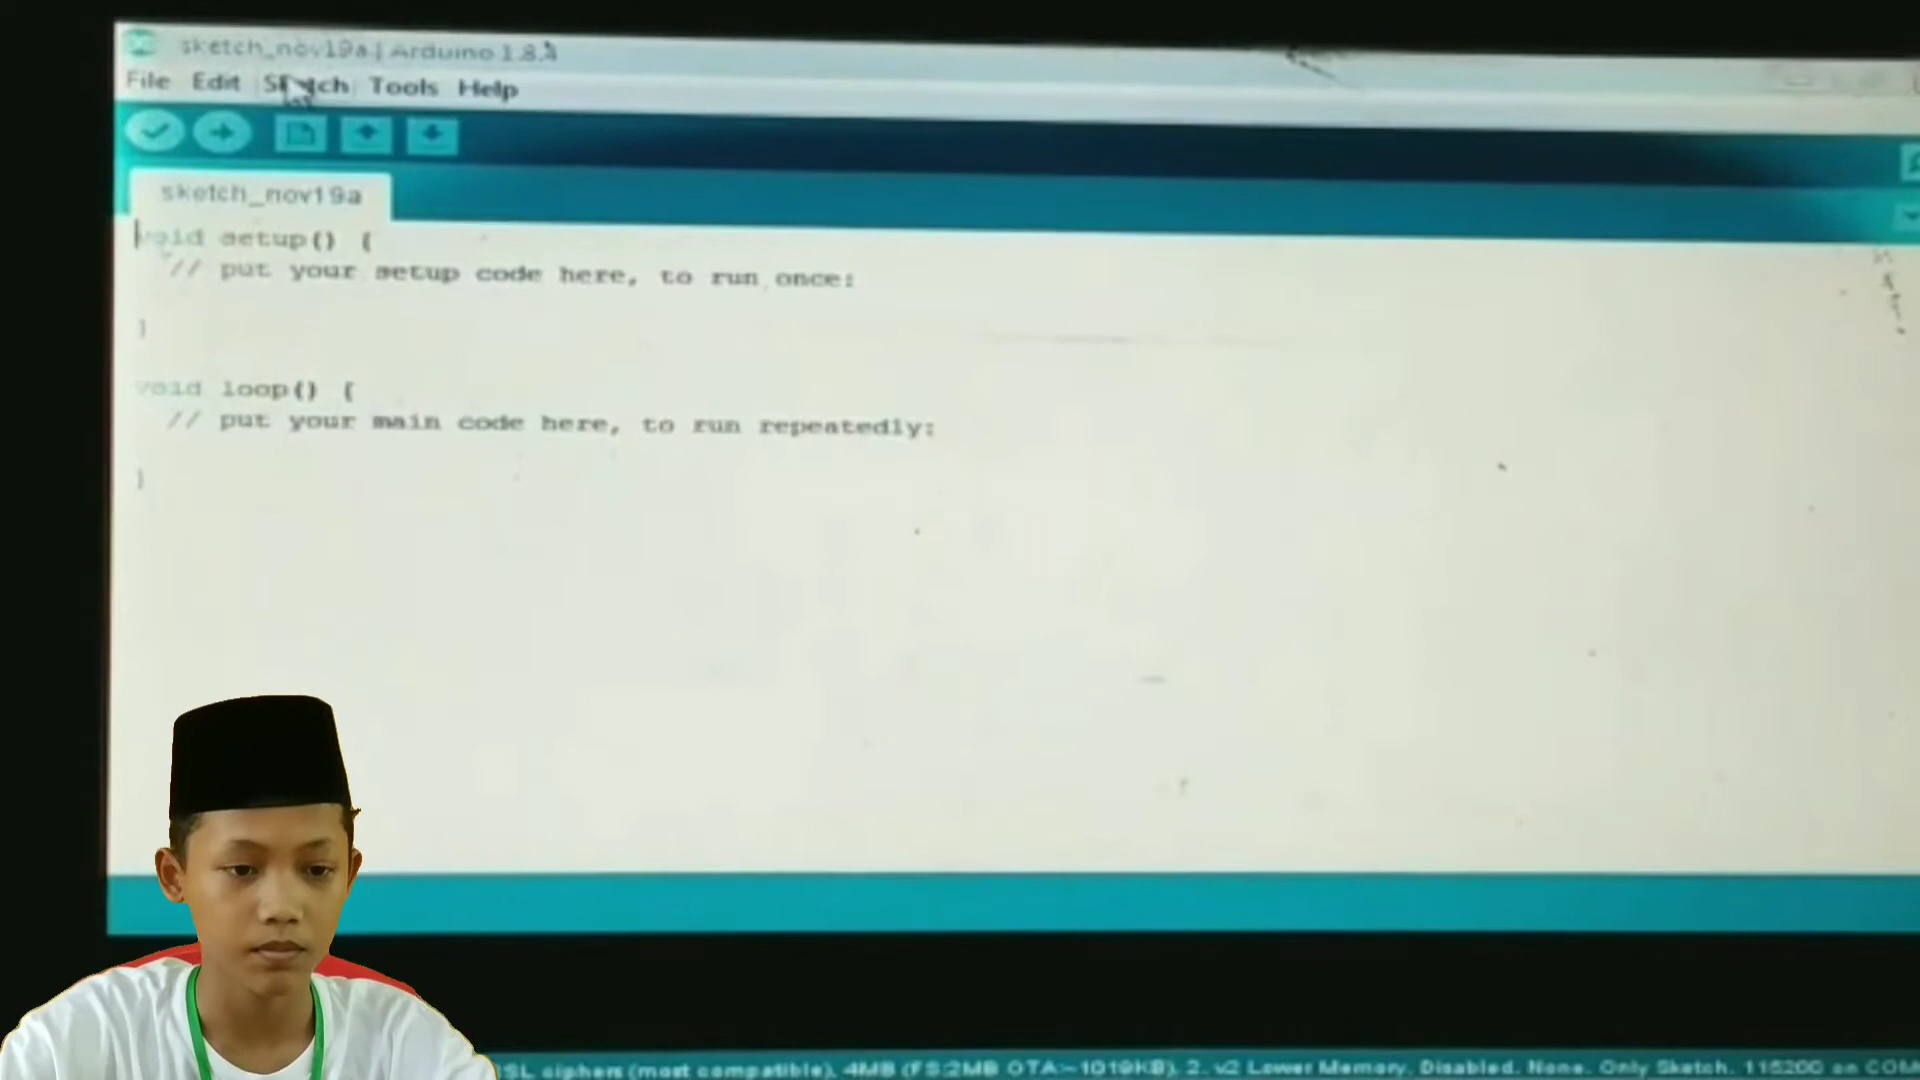 sketch_nov19a | Arduino 1.8.4
File Edit Sketch Tools Help
sketch_nov19a
void setup() {
// put your setup code here, to run once:
}
void loop() {
// put your main code here, to run repeatedly:
}
SL ciphers (most compatible), 4MB (FS:2MB OTA:~1019KB), 2, v2 Lower Memory, Disabled, None, Only Sketch, 115200 on COM